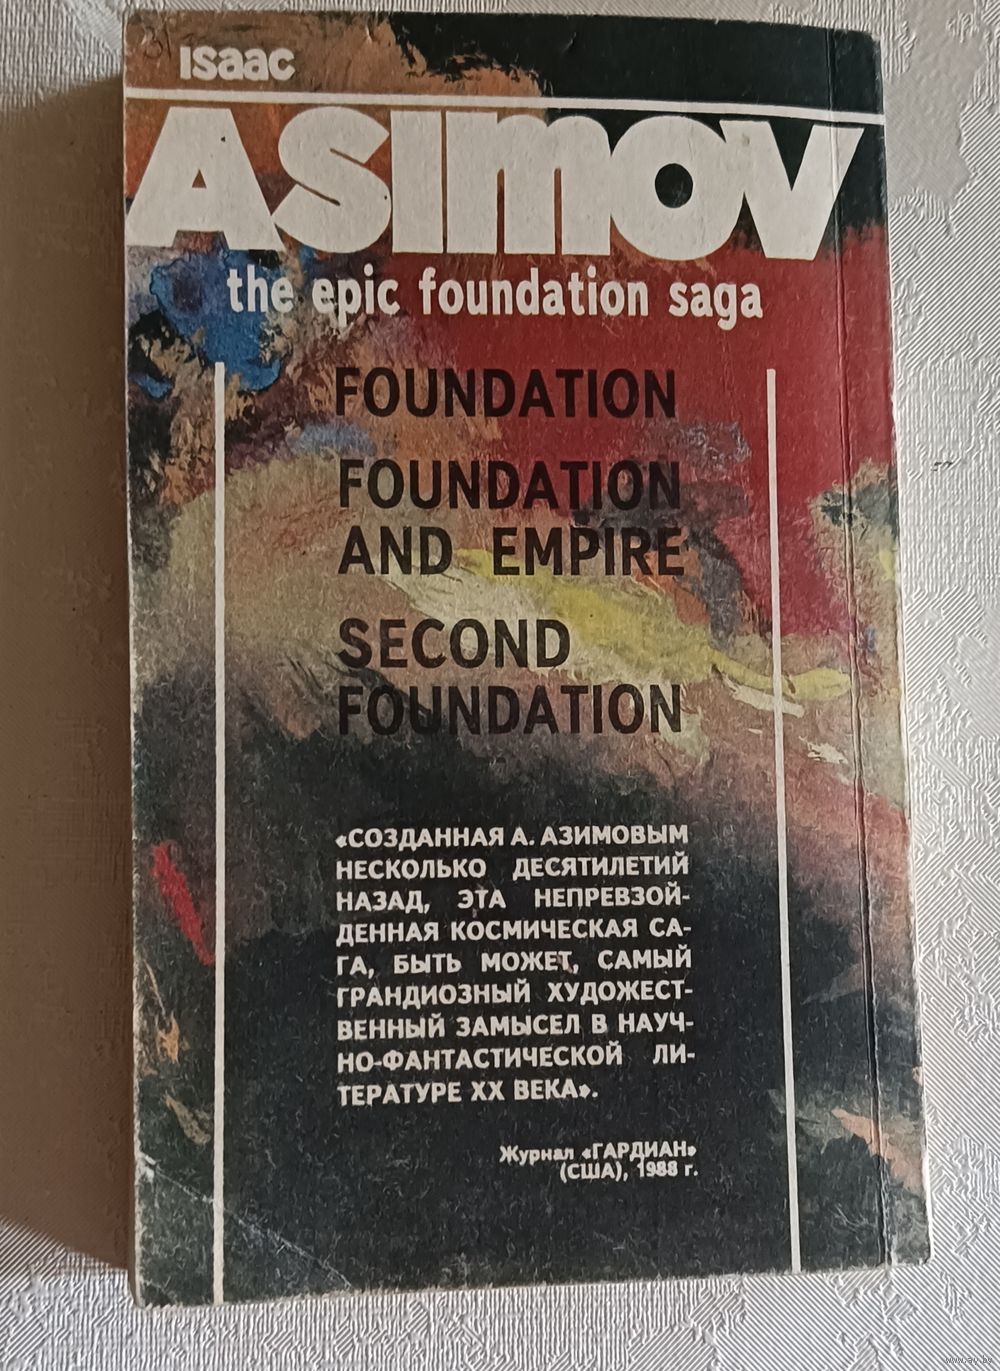 Isaac
ASIMOV
the epic foundation saga
FOUNDATION
FOUNDATION
AND EMPIRE
SECOND
FOUNDATION
«СОЗДАННАЯ А. АЗИМОВЫМ
НЕСКОЛЬКО ДЕСЯТИЛЕТИЙ
НАЗАД, ЭТА НЕПРЕВЗОЙ-
ДЕННАЯ КОСМИЧЕСКАЯ СА-
ГА, БЫТЬ МОЖЕТ, САМЫЙ
ГРАНДИОЗНЫЙ ХУДОЖЕСТ-
ВЕННЫЙ ЗАМЫСЕЛ В НАУЧ-
НО-ФАНТАСТИЧЕСКОЙ ЛИ-
ТЕРАТУРЕ XX ВЕКА».
Журнал «ГАРДИАН»
(США), 1988 г.